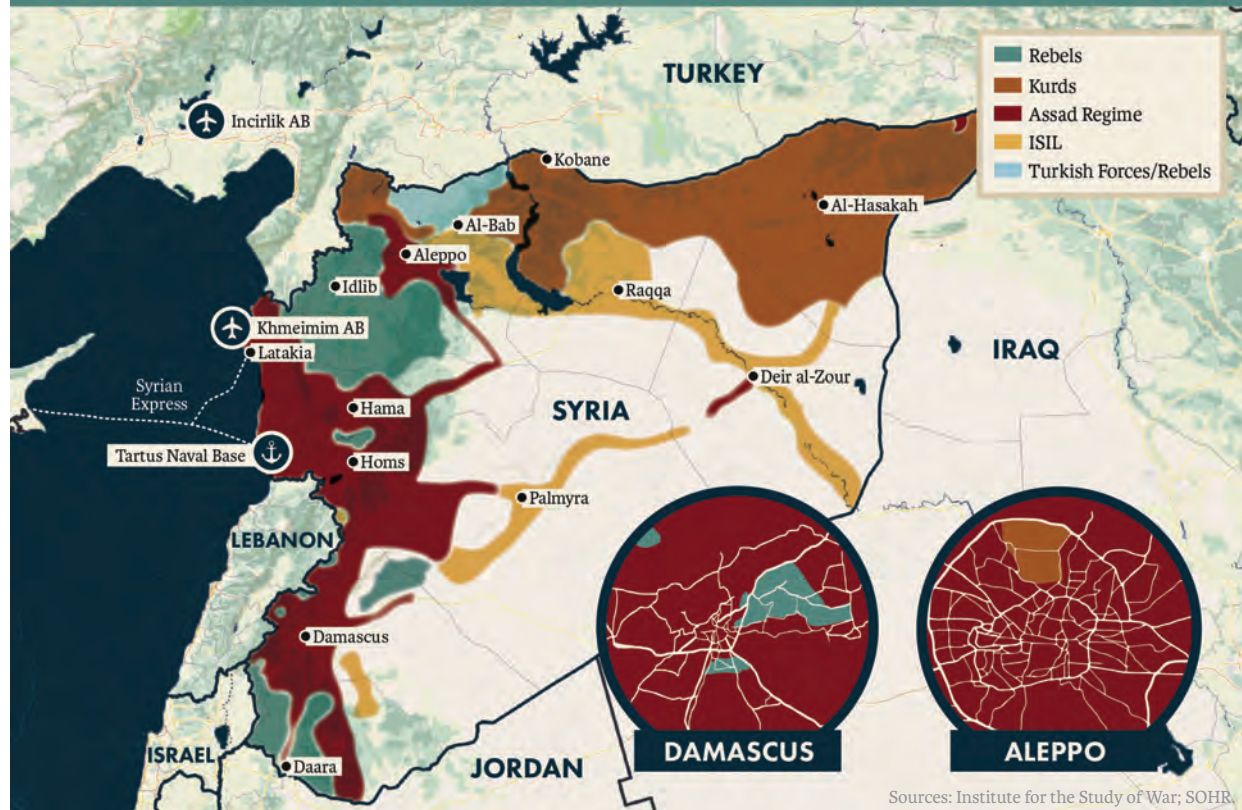 TURKEY
Rebels
Kurds
Assad Regime
ISIL
Turkish Forces/Rebels
Incirlik AB
Kobane
Al-Hasakah
Al-Bab
Aleppo
Idlib
Raqqa
Khmeimim AB
Latakia
IRAQ
Deir al-Zour
Syrian
Express
SYRIA
Hama
Tartus Naval Base
Homs
Palmyra
LEBANON
Damascus
ISRAEL
Daara
JORDAN
DAMASCUS
ALEPPO
Sources: Institute for the Study of War; SOHR.